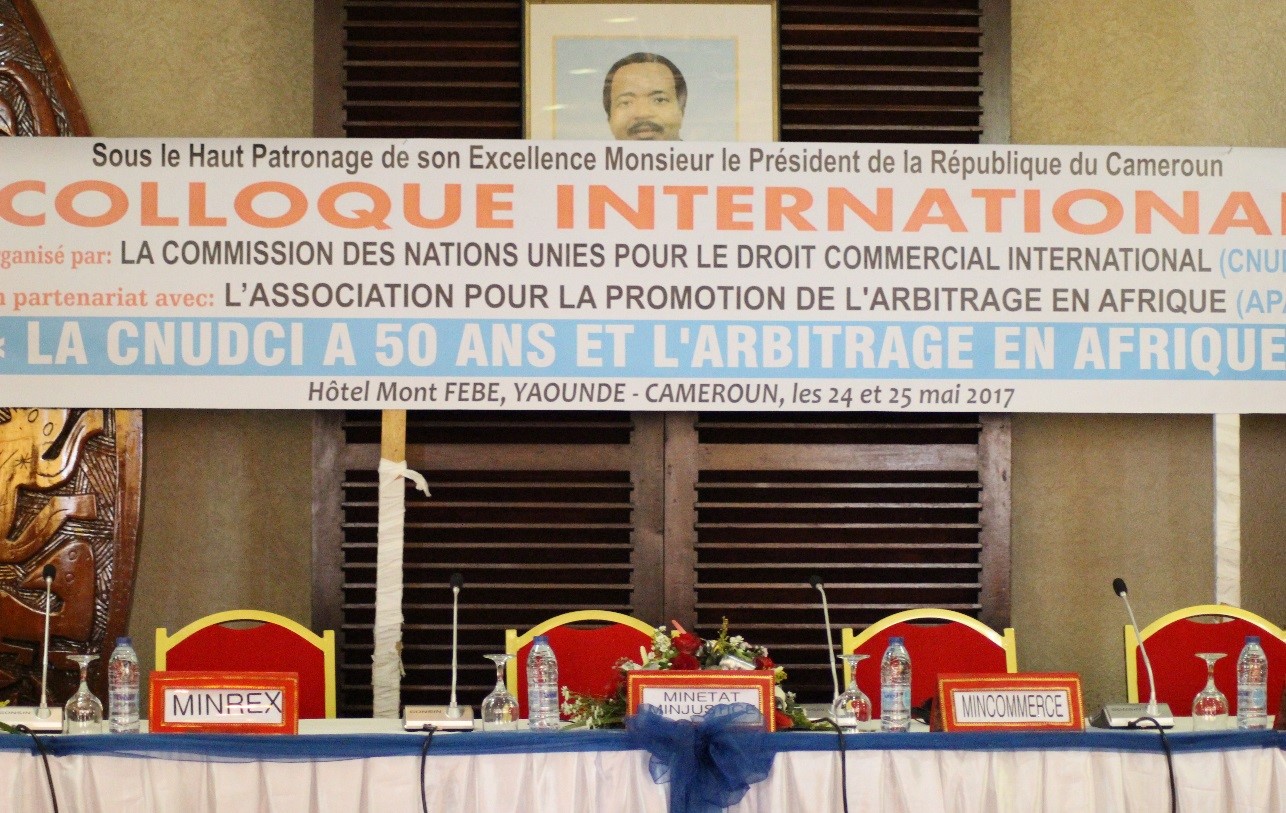 Sous le Haut Patronage de son Excellence Monsieur le Président de la République du Cameroun
COLLOQUE INTERNATIONA
ganisé par: LA COMMISSION DES NATIONS UNIES POUR LE DROIT COMMERCIAL INTERNATIONAL (CNUD
n partenariat avec: L’ASSOCIATION POUR LA PROMOTION DE L'ARBITRAGE EN AFRIQUE (APA
« LA CNUDCI A 50 ANS ET L'ARBITRAGE EN AFRIQUE
Hôtel Mont FEBE, YAOUNDE - CAMEROUN, les 24 et 25 mai 2017
MINREX
MINETAT
MINJUSTICE
MINCOMMERCE